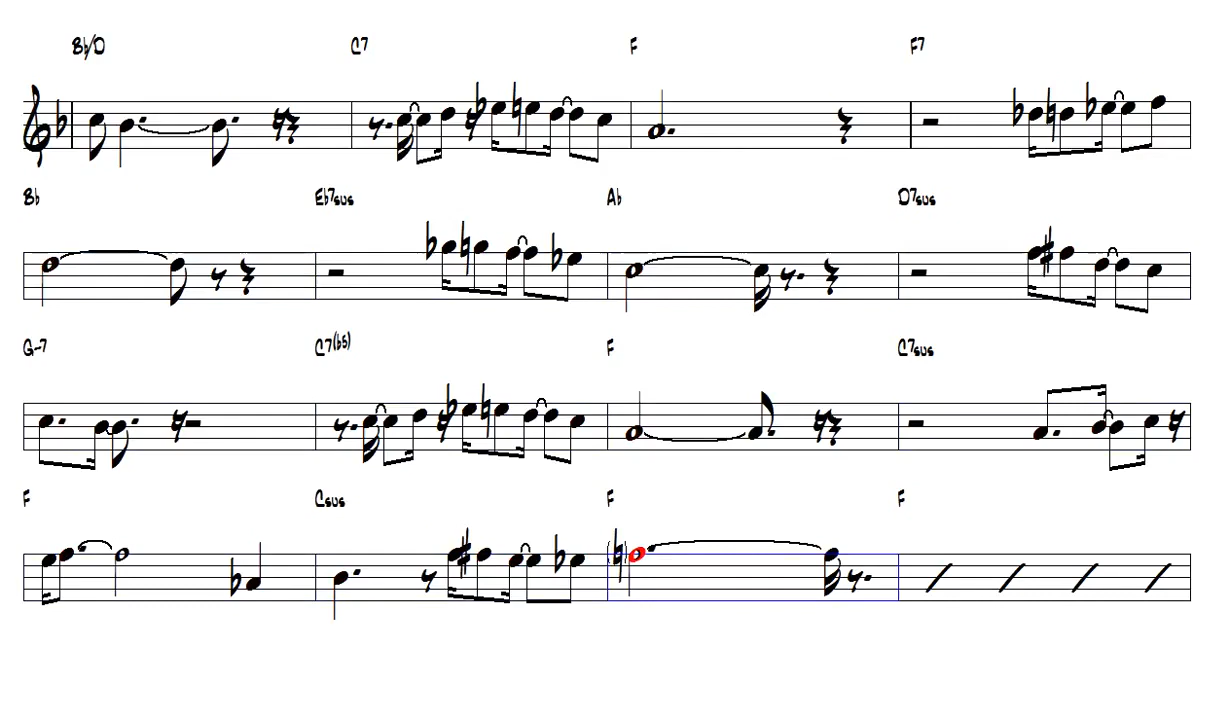 Bb/D C7 F F7
Bb Eb7sus Ab D7sus
G-7 C7(b5) F C7sus
F Csus F F